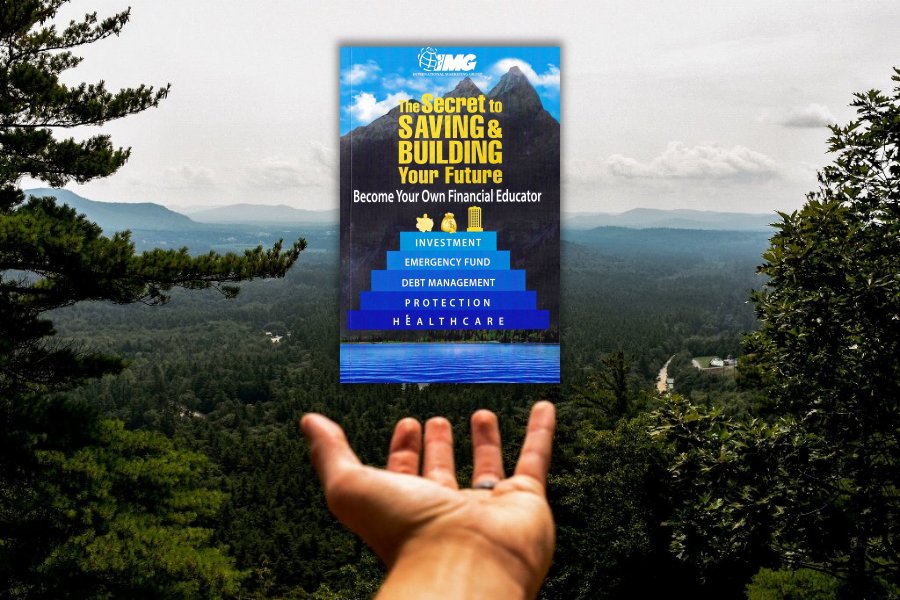 IMG
INTERNATIONAL MARKETING GROUP
The Secret to
SAVING &
BUILDING
Your Future
Become Your Own Financial Educator
INVESTMENT
EMERGENCY FUND
DEBT MANAGEMENT
PROTECTION
HEALTHCARE